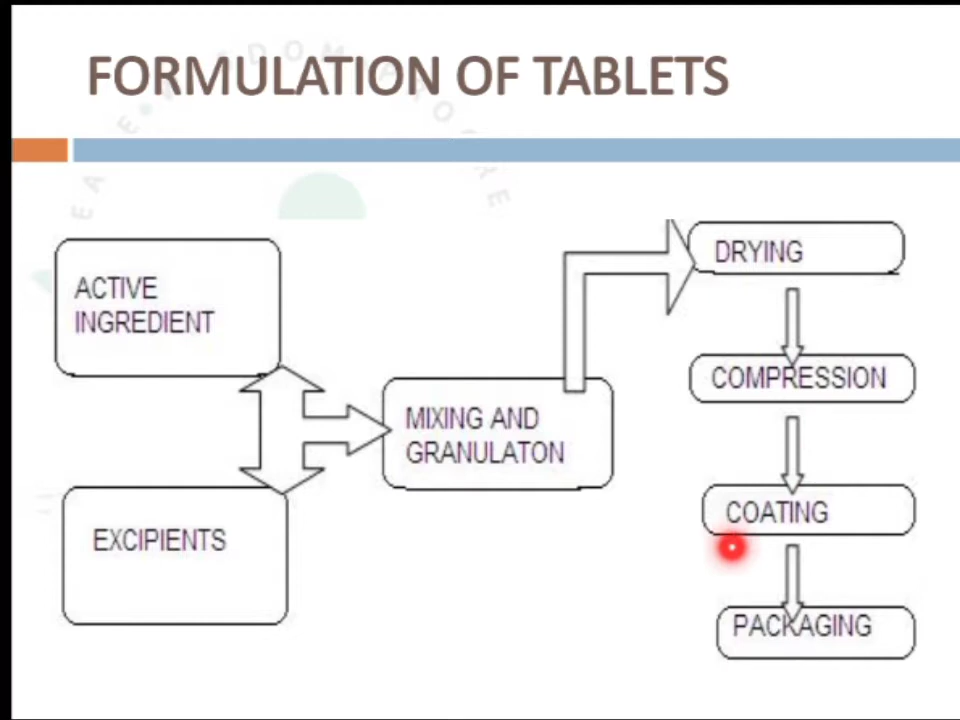 FORMULATION OF TABLETS
ACTIVE
INGREDIENT
EXCIPIENTS
MIXING AND
GRANULATON
DRYING
COMPRESSION
COATING
PACKAGING